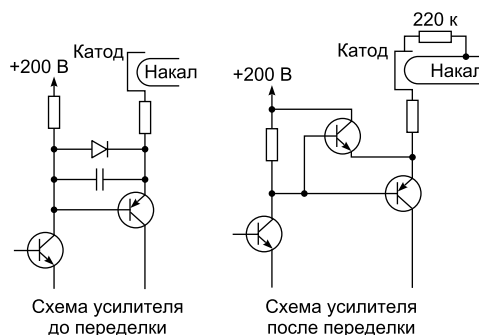 Катод
Накал
+200 В
Схема усилителя
до переделки
220 к
Катод
Накал
+200 В
Схема усилителя
после переделки